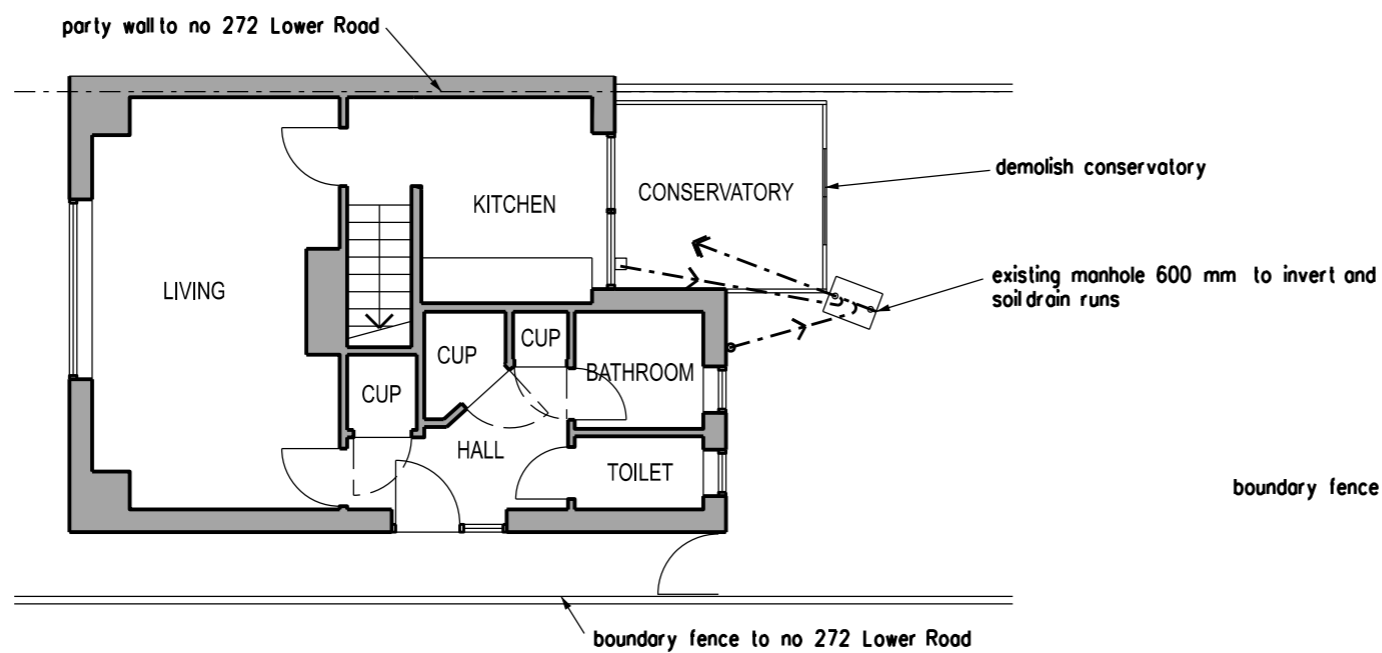 party wall to no 272 Lower Road
demolish conservatory
CONSERVATORY
KITCHEN
existing manhole 600 mm to invert and
soil drain runs
LIVING
CUP
CUP
BATHROOM
CUP
HALL
TOILET
boundary fence
boundary fence to no 272 Lower Road